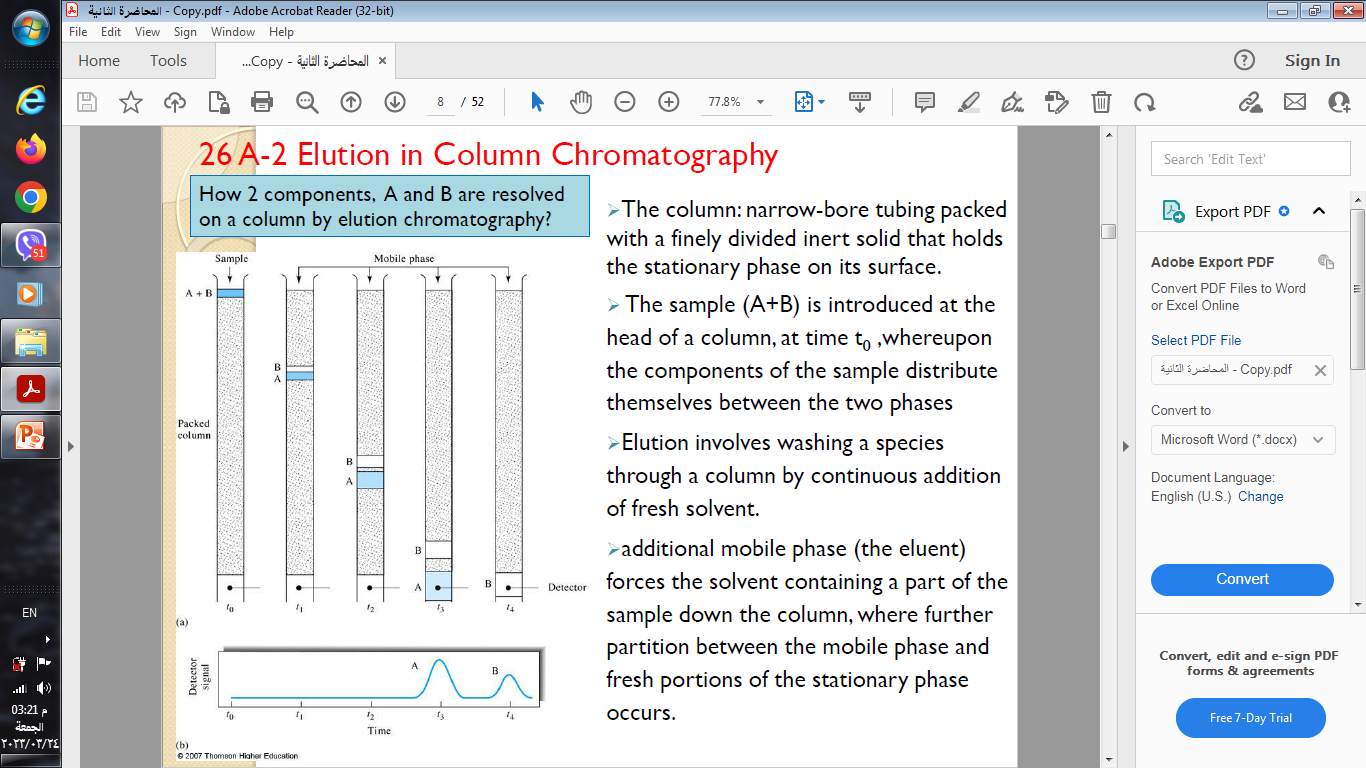 المحاضرة الثانية - Copy.pdf - Adobe Acrobat Reader (32-bit)
File Edit View Sign Window Help
Home Tools ...Copy - المحاضرة الثانية × ? Sign In
8 / 52 77.8%
26 A-2 Elution in Column Chromatography
How 2 components, A and B are resolved
on a column by elution chromatography?
Sample Mobile phase
A + B
B
A
B
A
Packed
column
B
A
B
Detector
t0 t1 t2 t3 t4
(a)
Detector
signal
A
B
t0 t1 t2 t3 t4
Time
(b)
© 2007 Thomson Higher Education
➢The column: narrow-bore tubing packed
with a finely divided inert solid that holds
the stationary phase on its surface.
➢ The sample (A+B) is introduced at the
head of a column, at time t0 ,whereupon
the components of the sample distribute
themselves between the two phases
➢Elution involves washing a species
through a column by continuous addition
of fresh solvent.
➢additional mobile phase (the eluent)
forces the solvent containing a part of the
sample down the column, where further
partition between the mobile phase and
fresh portions of the stationary phase
occurs.
Search 'Edit Text'
Export PDF
Adobe Export PDF
Convert PDF Files to Word
or Excel Online
Select PDF File
المحاضرة الثانية - Copy.pdf
Convert to
Microsoft Word (*.docx)
Document Language:
English (U.S.) Change
Convert
Convert, edit and e-sign PDF
forms & agreements
Free 7-Day Trial
51
EN
03:21 م
الجمعة
٢٠٢٣/٠٣/٢٤